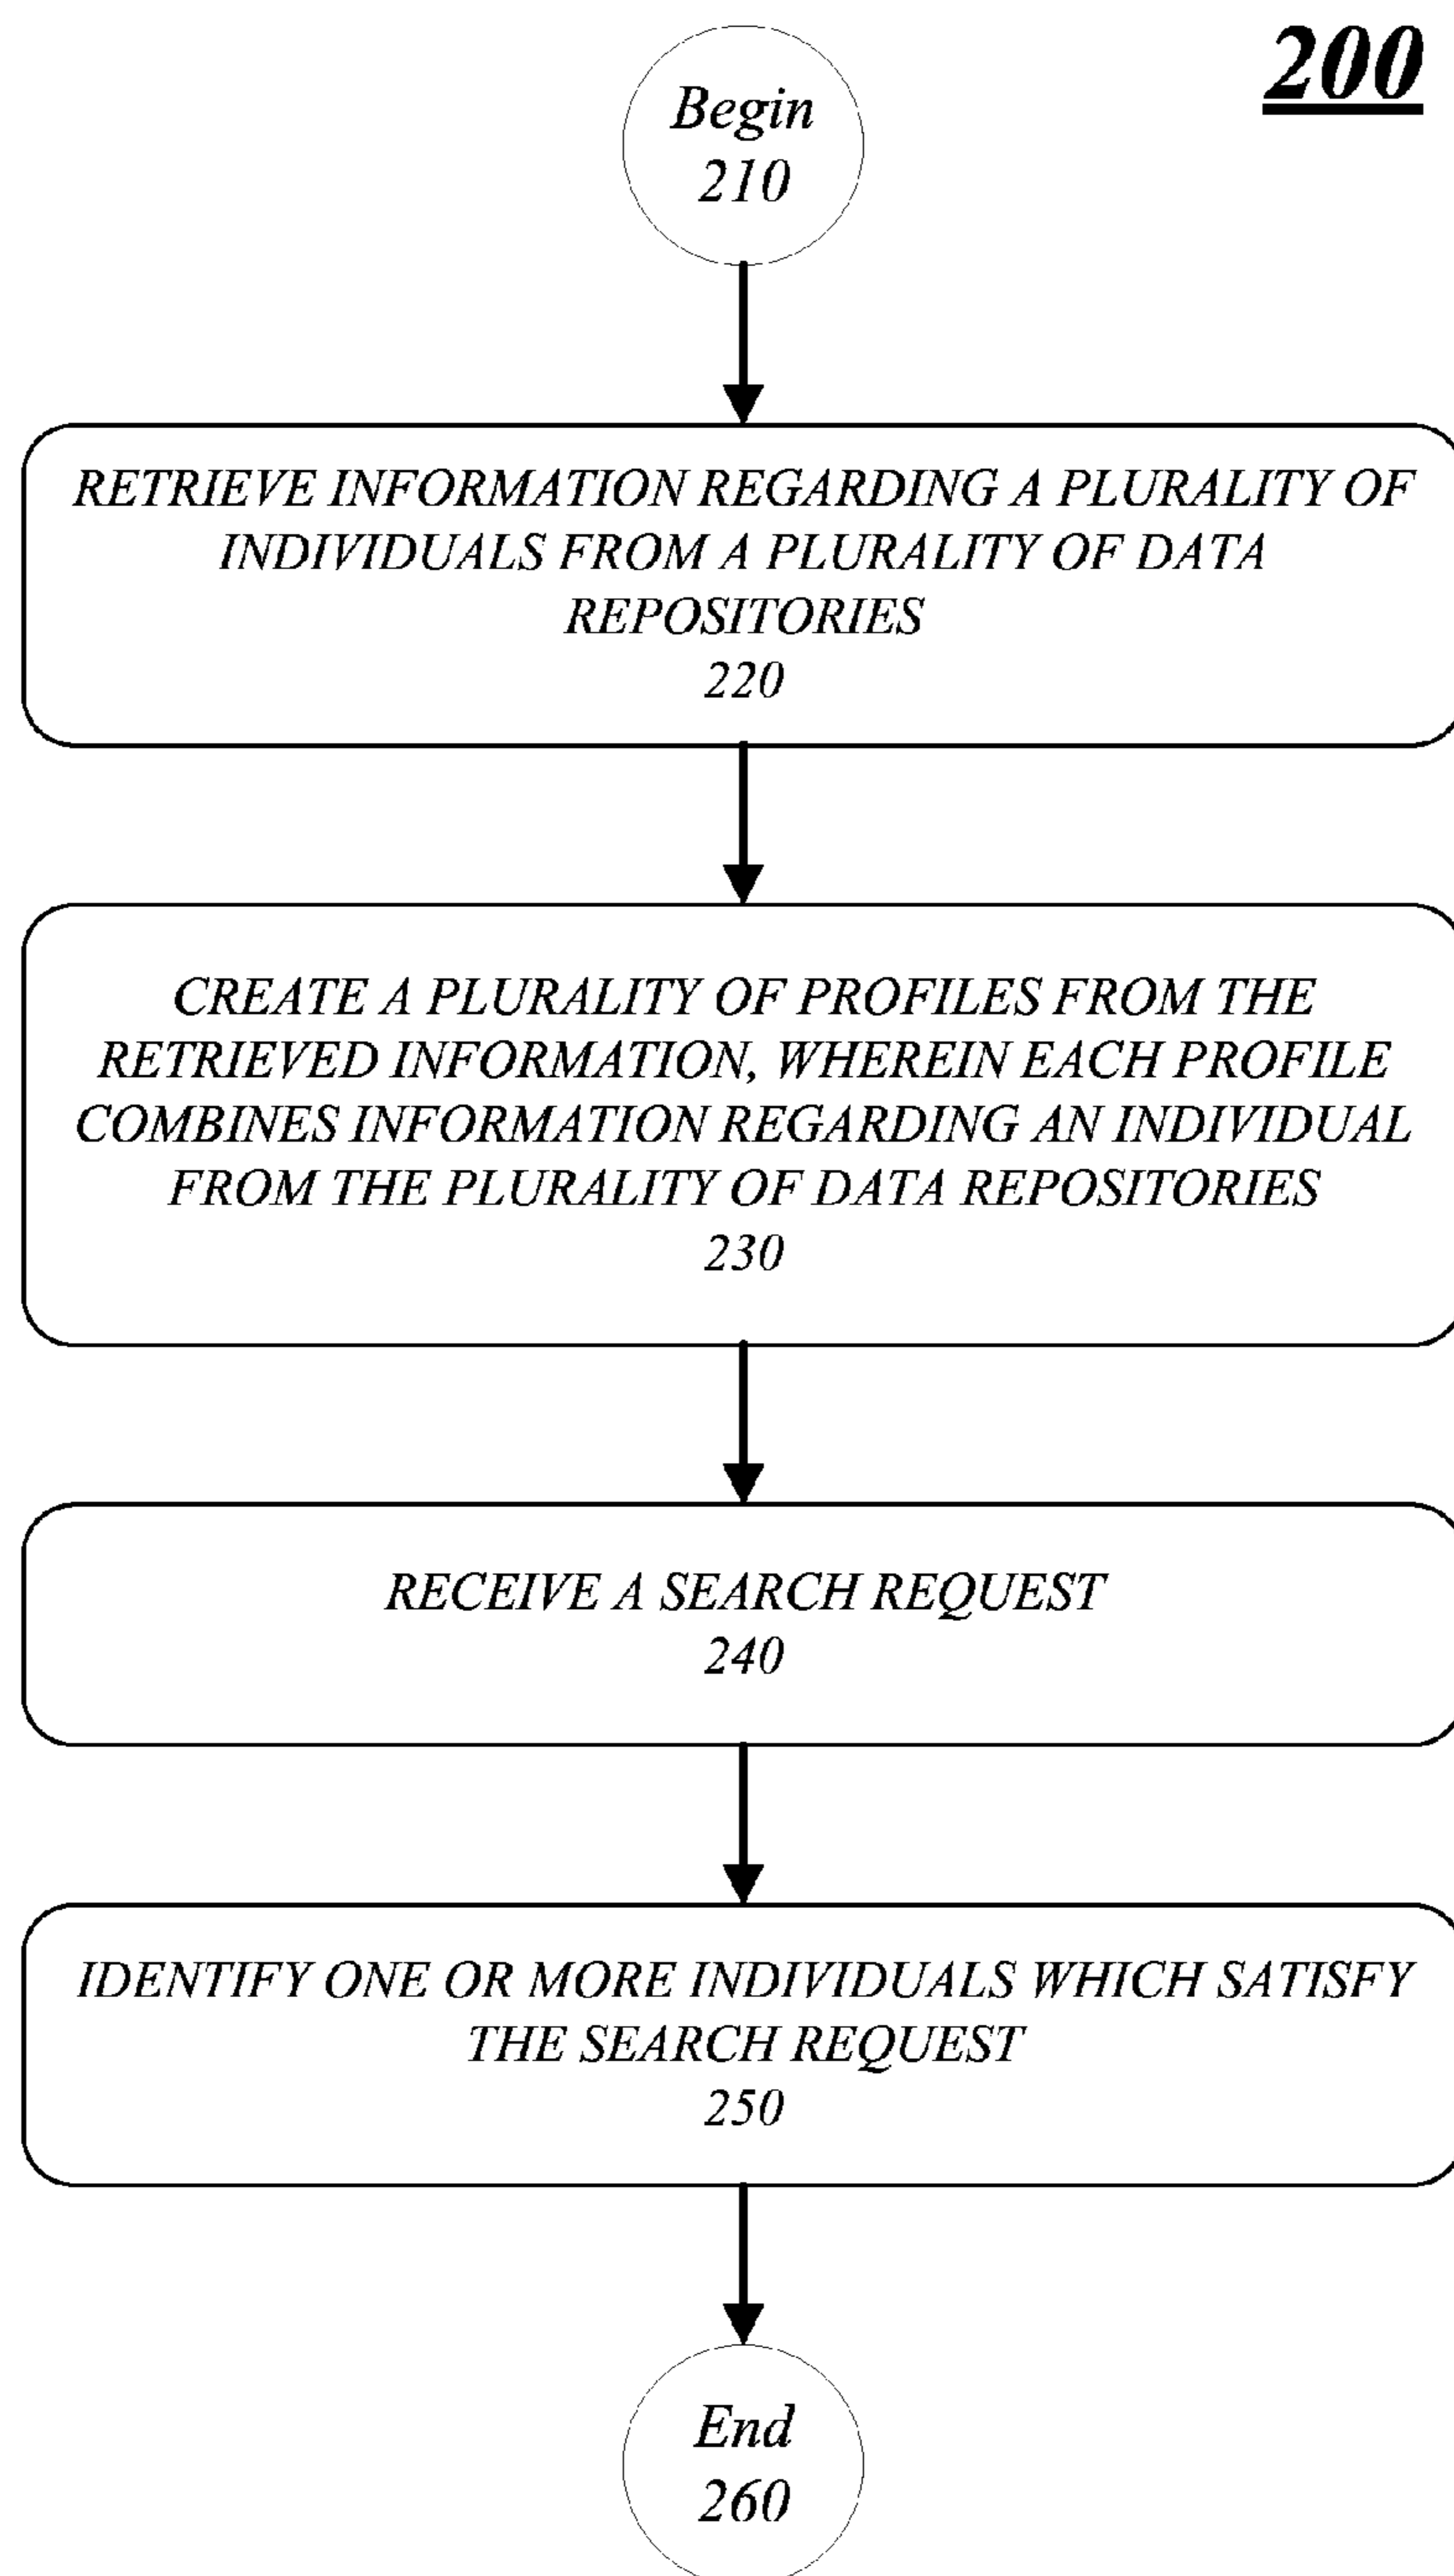 200
Begin
210
RETRIEVE INFORMATION REGARDING A PLURALITY OF
INDIVIDUALS FROM A PLURALITY OF DATA
REPOSITORIES
220
CREATE A PLURALITY OF PROFILES FROM THE
RETRIEVED INFORMATION, WHEREIN EACH PROFILE
COMBINES INFORMATION REGARDING AN INDIVIDUAL
FROM THE PLURALITY OF DATA REPOSITORIES
230
RECEIVE A SEARCH REQUEST
240
IDENTIFY ONE OR MORE INDIVIDUALS WHICH SATISFY
THE SEARCH REQUEST
250
End
260